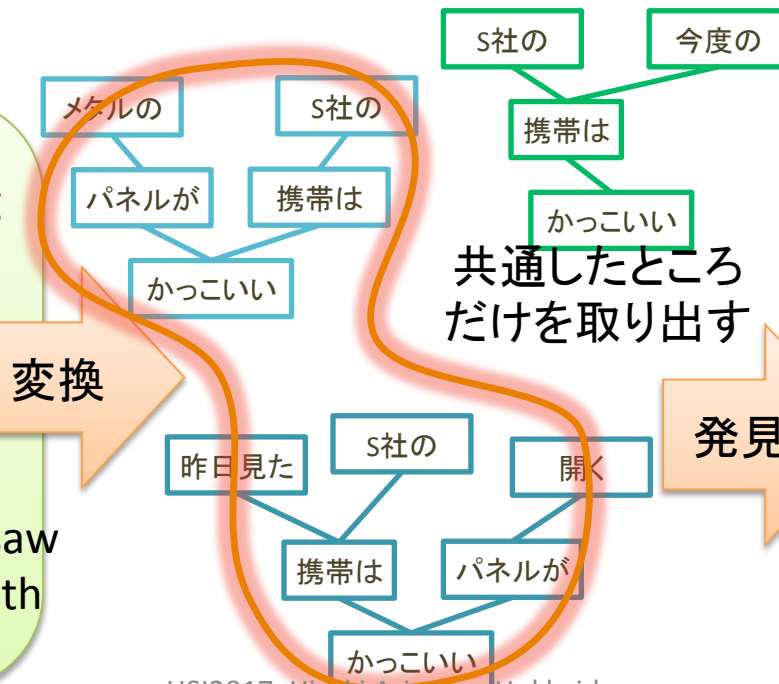 S社の
今度の
携帯は
かっこいい
メタルの
S社の
パネルが
携帯は
かっこいい
共通したところ
だけを取り出す
変換
発見
昨日見た
S社の
開く
携帯は
パネルが
かっこいい